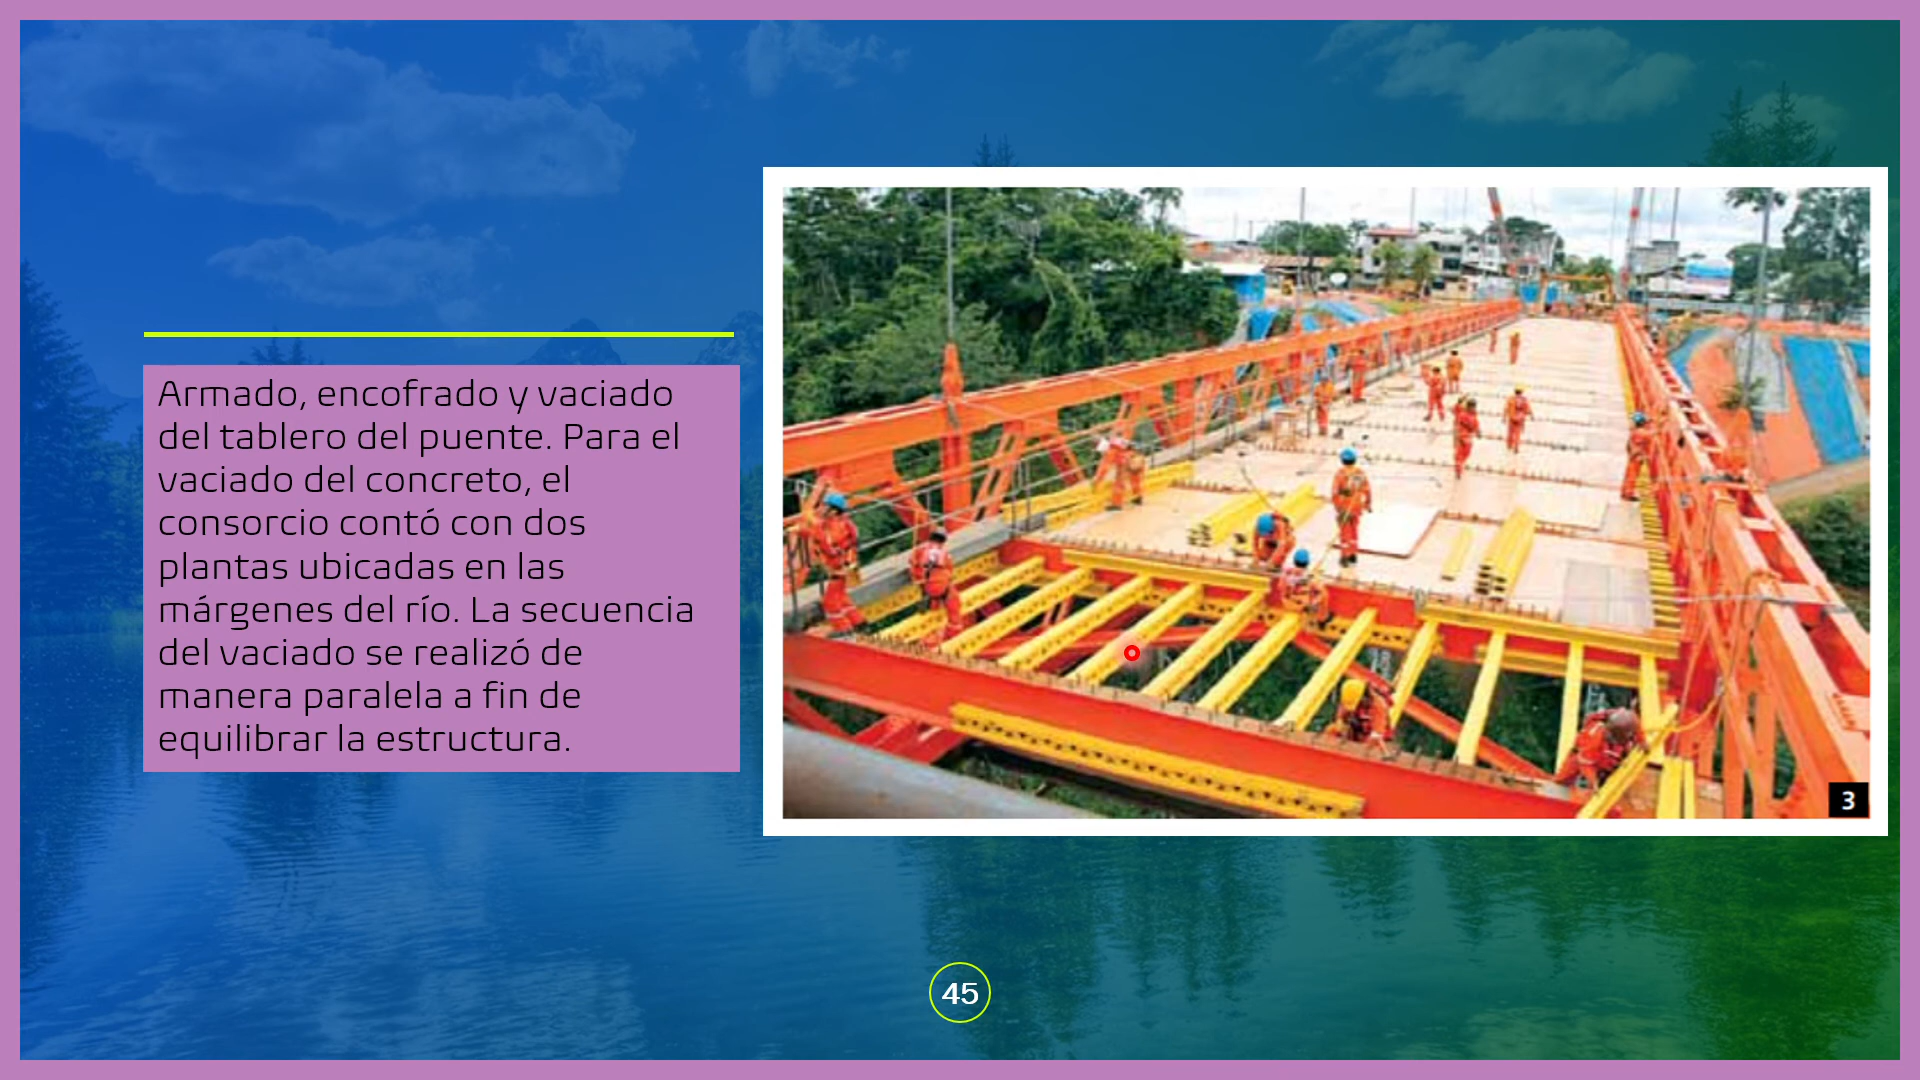 Armado, encofrado y vaciado
del tablero del puente. Para el
vaciado del concreto, el
consorcio contó con dos
plantas ubicadas en las
márgenes del río. La secuencia
del vaciado se realizó de
manera paralela a fin de
equilibrar la estructura.
3
45